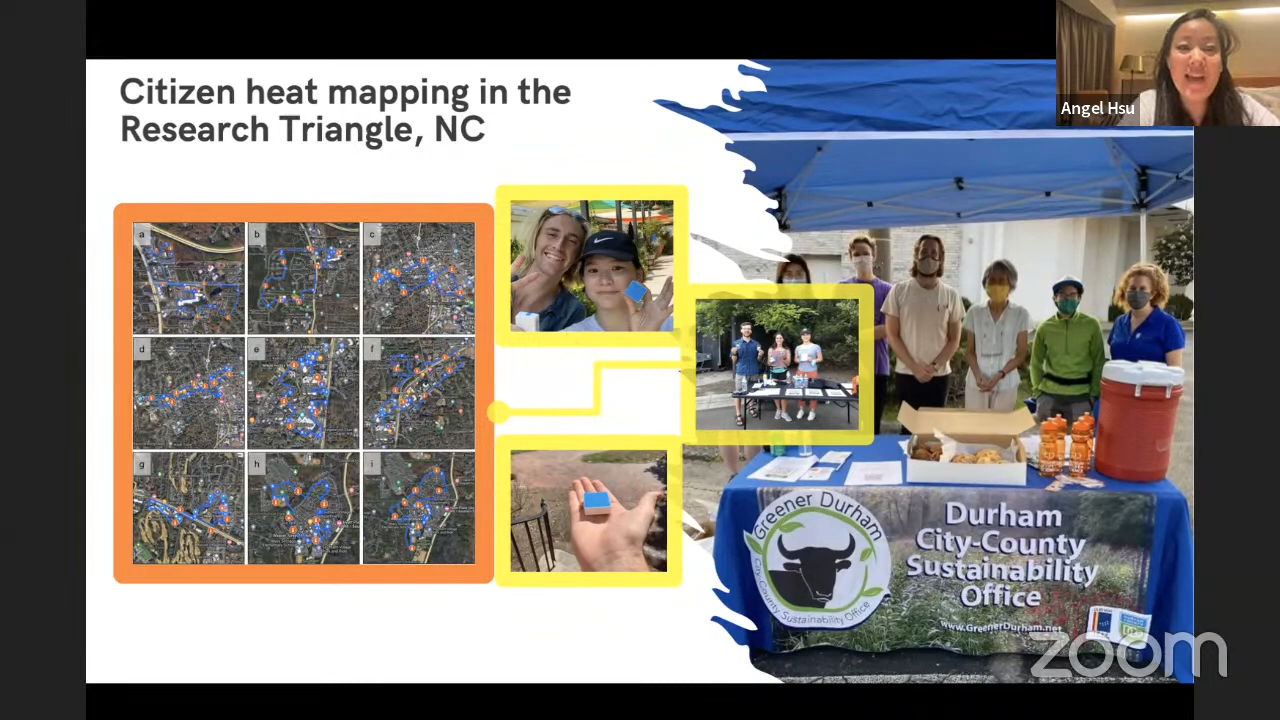 Citizen heat mapping in the
Research Triangle, NC
Angel Hsu
a
b
c
d
e
f
g
h
i
Greener Durham
City-County Sustainability Office
Durham
City-County
Sustainability
Office
www.GreenerDurham.net
zoom